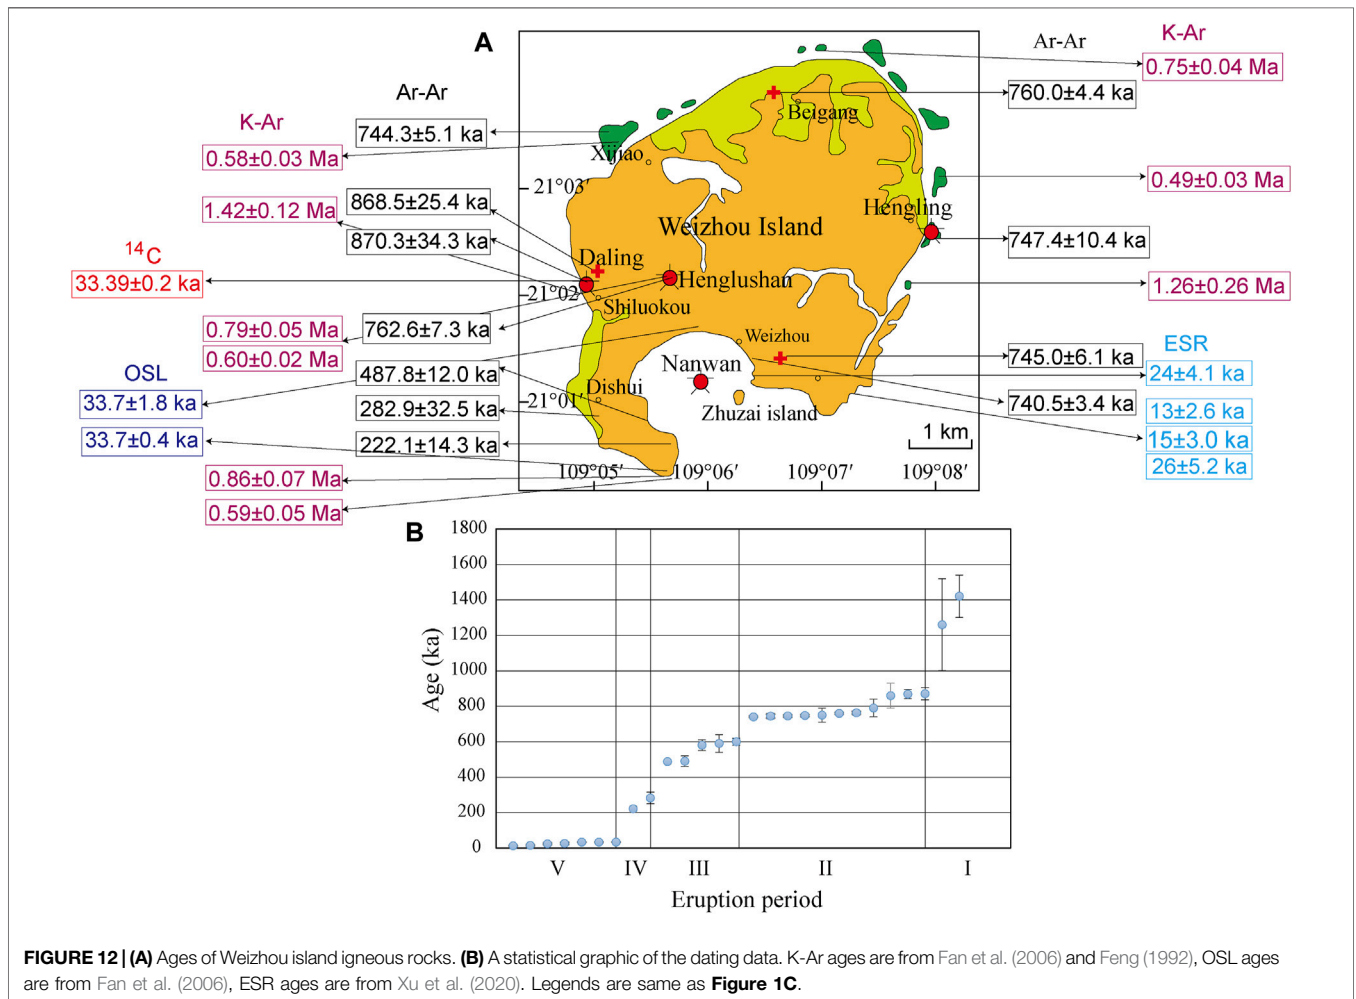 A
K-Ar
Ar-Ar
0.75±0.04 Ma
Ar-Ar
760.0±4.4 ka
K-Ar
744.3±5.1 ka
Beigang
0.58±0.03 Ma
Xijiao
21°03′
0.49±0.03 Ma
868.5±25.4 ka
1.42±0.12 Ma
Hengling
Weizhou Island
870.3±34.3 ka
747.4±10.4 ka
14C
Daling
33.39±0.2 ka
Henglushan
1.26±0.26 Ma
21°02′
Shiluokou
0.79±0.05 Ma
762.6±7.3 ka
Weizhou
ESR
0.60±0.02 Ma
745.0±6.1 ka
OSL
487.8±12.0 ka
Nanwan
24±4.1 ka
33.7±1.8 ka
Dishui
21°01′
740.5±3.4 ka
282.9±32.5 ka
Zhuzai island
13±2.6 ka
33.7±0.4 ka
222.1±14.3 ka
1 km
15±3.0 ka
26±5.2 ka
0.86±0.07 Ma
109°05′ 109°06′ 109°07′ 109°08′
0.59±0.05 Ma
B
1800
1600
1400
1200
1000
800
600
400
200
0
Age (ka)
V IV III II I
Eruption period
FIGURE 12 | (A) Ages of Weizhou island igneous rocks. (B) A statistical graphic of the dating data. K-Ar ages are from Fan et al. (2006) and Feng (1992), OSL ages
are from Fan et al. (2006), ESR ages are from Xu et al. (2020). Legends are same as Figure 1C.